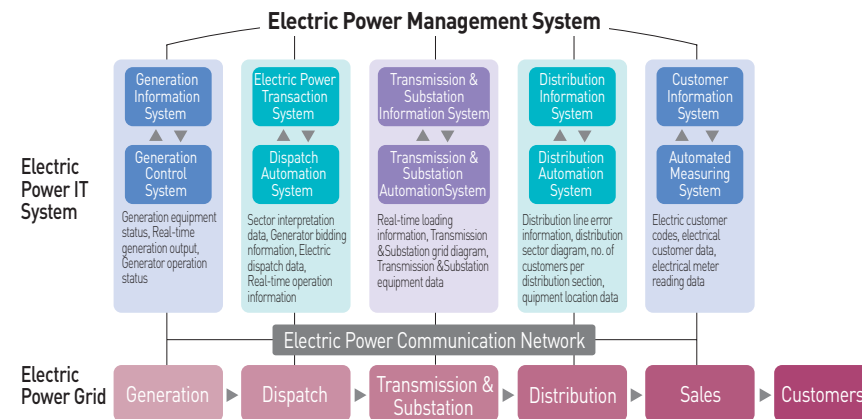 Electric Power Management System
Electric
Power IT
System
Generation
Information
System
Generation
Control
System
Generation equipment
status, Real-time
generation output,
Generator operation
status
Electric Power
Transaction
System
Dispatch
Automation
System
Sector interpretation
data, Generator bidding
nformation, Electric
dispatch data,
Real-time operation
information
Transmission &
Substation
Information System
Transmission &
Substation
AutomationSystem
Real-time loading
information, Transmission
&Substation grid diagram,
Transmission &Substation
equipment data
Distribution
Information
System
Distribution
Automation
System
Distribution line error
information, distribution
sector diagram, no. of
customers per
distribution section,
quipment location data
Customer
Information
System
Automated
Measuring
System
Electric customer
codes, electrical
customer data,
electrical meter
reading data
Electric Power Communication Network
Electric
Power Grid
Generation
Dispatch
Transmission &
Substation
Distribution
Sales
Customers